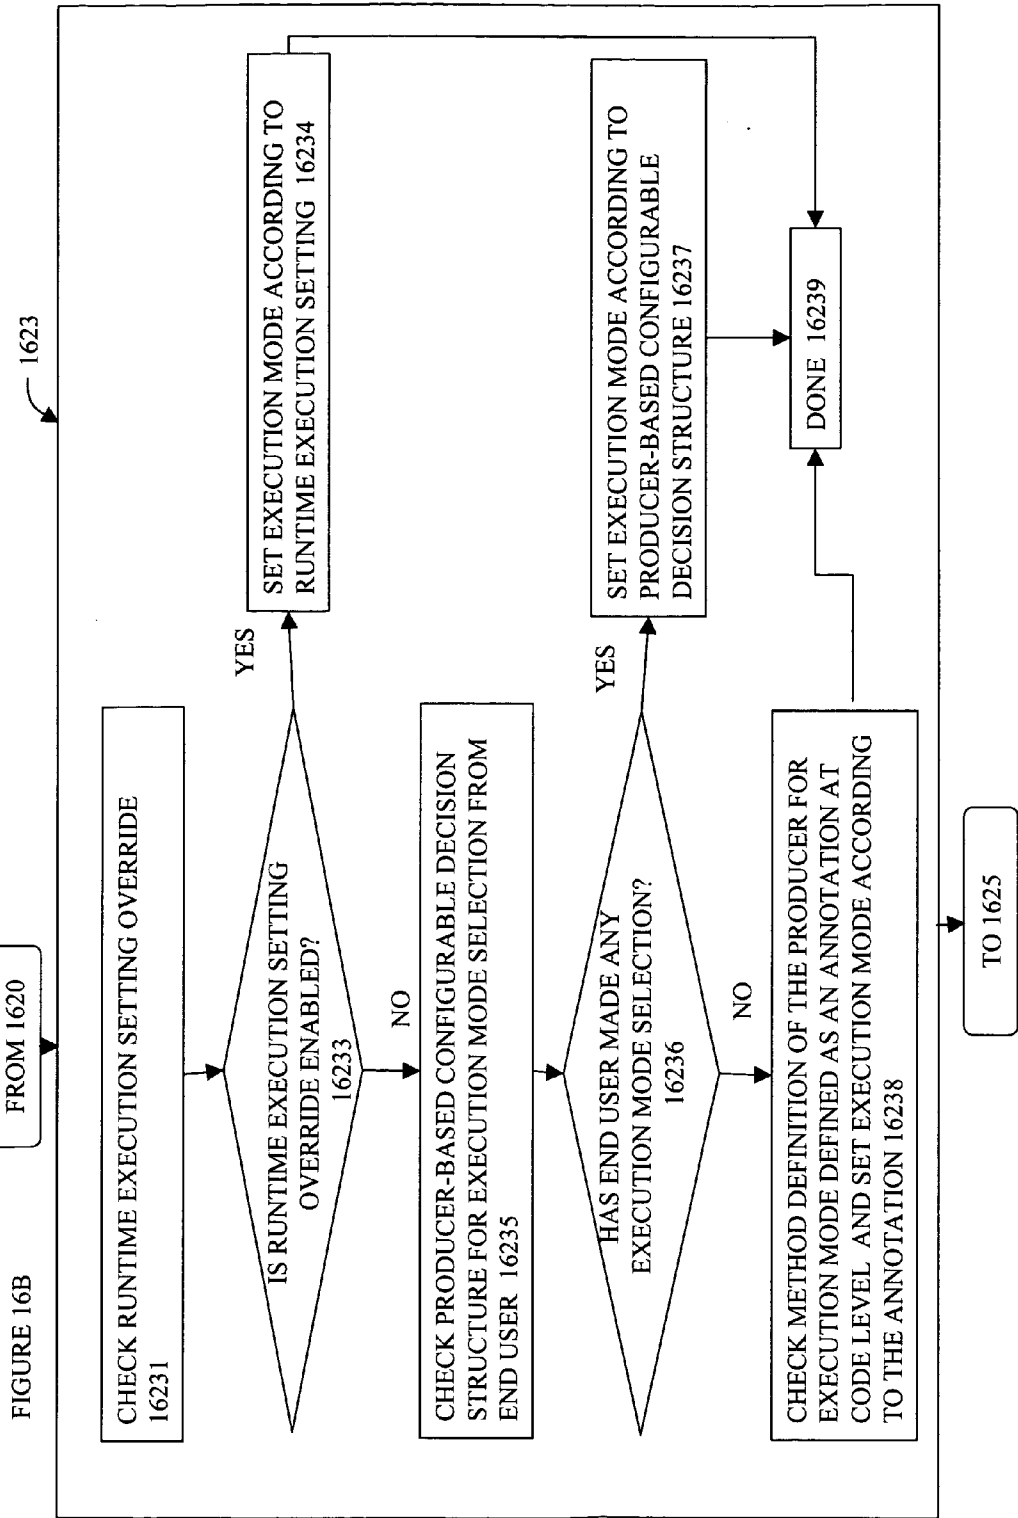 FIGURE 16B
FROM 1620
1623
CHECK RUNTIME EXECUTION SETTING OVERRIDE
16231
IS RUNTIME EXECUTION SETTING
OVERRIDE ENABLED?
16233
YES
SET EXECUTION MODE ACCORDING TO
RUNTIME EXECUTION SETTING 16234
NO
CHECK PRODUCER-BASED CONFIGURABLE DECISION
STRUCTURE FOR EXECUTION MODE SELECTION FROM
END USER 16235
HAS END USER MADE ANY
EXECUTION MODE SELECTION?
16236
YES
SET EXECUTION MODE ACCORDING TO
PRODUCER-BASED CONFIGURABLE
DECISION STRUCTURE 16237
NO
CHECK METHOD DEFINITION OF THE PRODUCER FOR
EXECUTION MODE DEFINED AS AN ANNOTATION AT
CODE LEVEL AND SET EXECUTION MODE ACCORDING
TO THE ANNOTATION 16238
DONE 16239
TO 1625